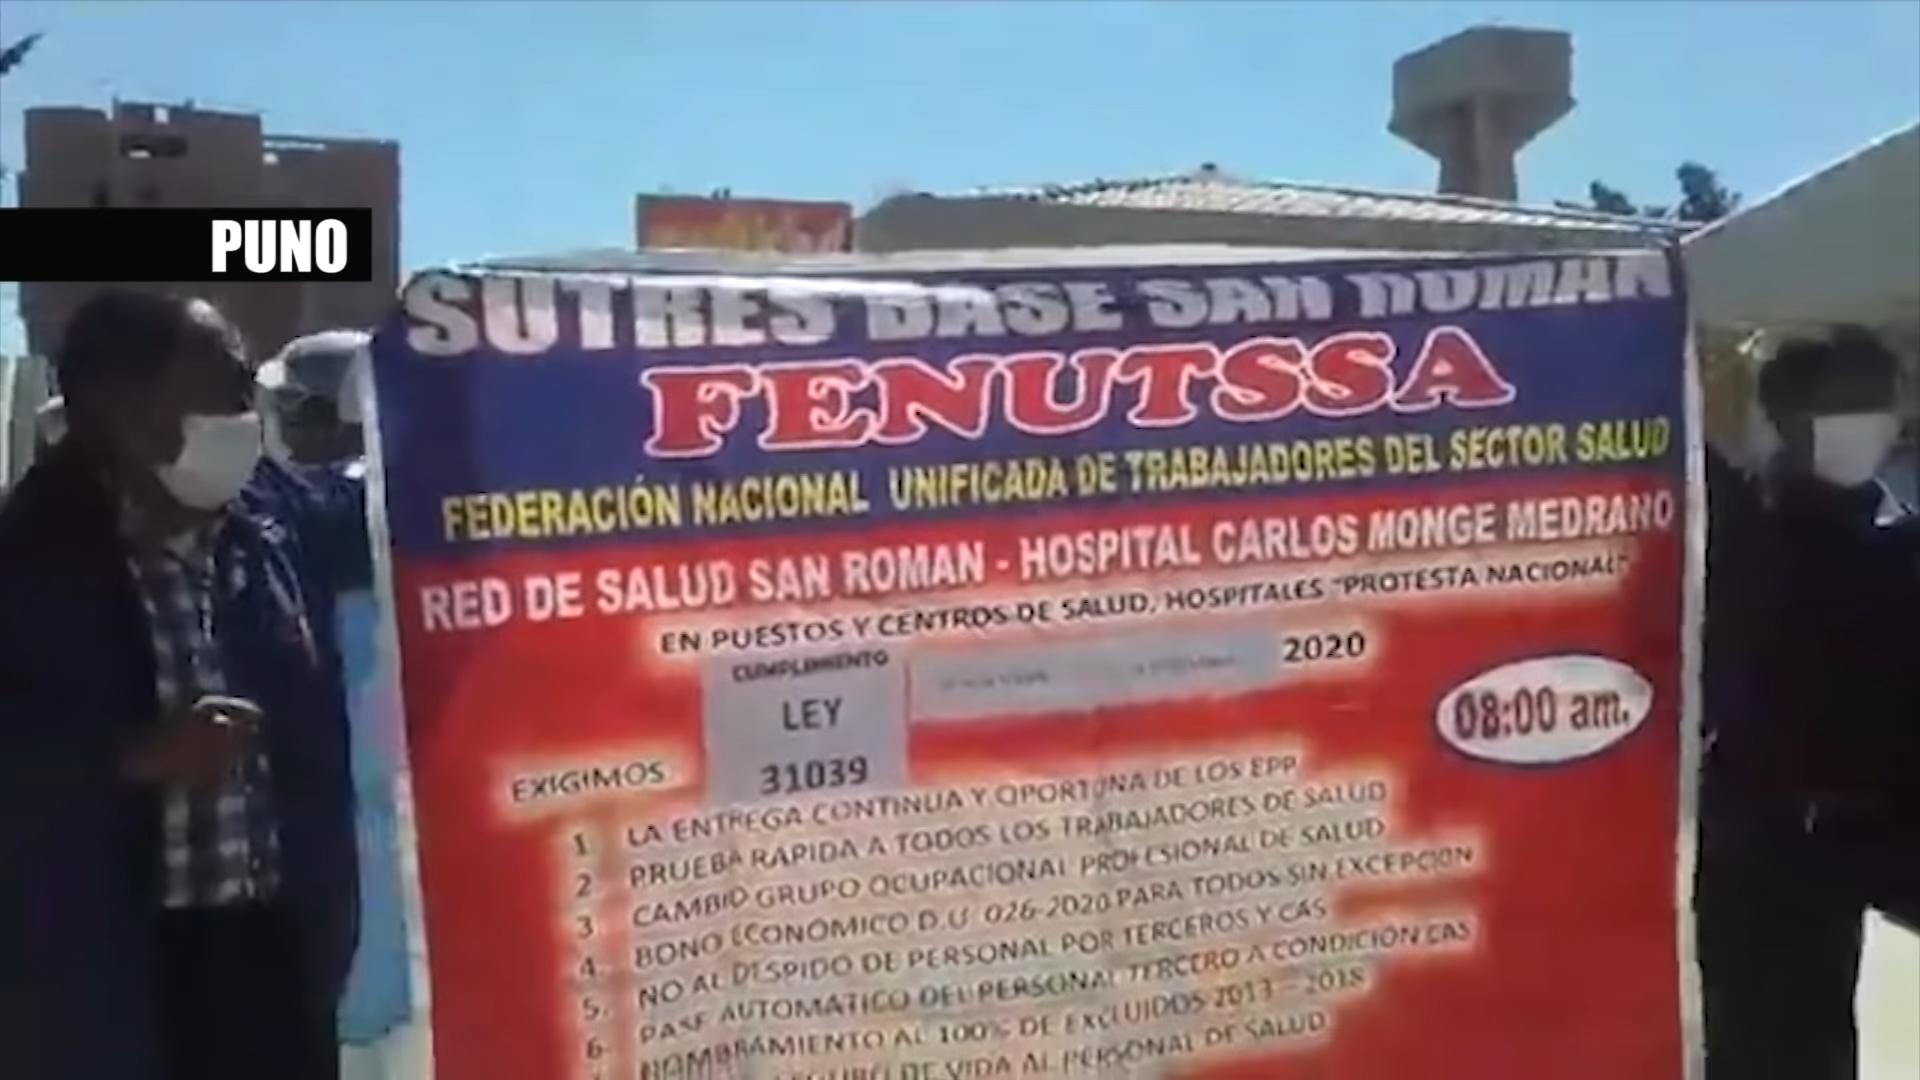 PUNO
SUTRES BASE SAN ROMAN
FENUTSSA
FEDERACIÓN NACIONAL UNIFICADA DE TRABAJADORES DEL SECTOR SALUD
RED DE SALUD SAN ROMAN - HOSPITAL CARLOS MONGE MEDRANO
EN PUESTOS Y CENTROS DE SALUD, HOSPITALES "PROTESTA NACIONAL"
2020
CUMPLIMIENTO
LEY
31039
08:00 am.
EXIGIMOS
1 LA ENTREGA CONTINUA Y OPORTUNA DE LOS EPP
2 PRUEBA RAPIDA A TODOS LOS TRABAJADORES DE SALUD
3. CAMBIO GRUPO OCUPACIONAL PROFESIONAL DE SALUD
4. BONO ECONOMICO D.U 026-2020 PARA TODOS SIN EXCEPCION
5. NO AL DESPIDO DE PERSONAL POR TERCEROS Y CAS
6. PASE AUTOMATICO DEL PERSONAL TERCERO A CONDICION CAS
NOMBRAMIENTO AL 100% DE EXCLUIDOS 2013 - 2018
SEGURO DE VIDA AL PERSONAL DE SALUD